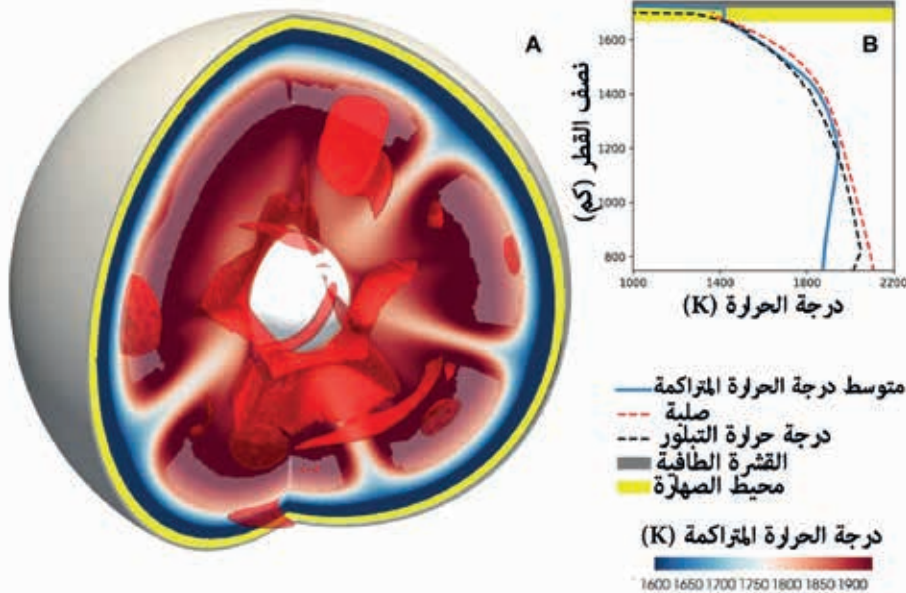 A
B
نصف القطر (كم)
1600
1400
1200
1000
800
1000 1400 1800 2200
درجة الحرارة (K)
متوسط درجة الحرارة المتراكمة
صلبة
درجة حرارة التبلور
القشرة الطافية
محيط الصهارة
درجة الحرارة المتراكمة (K)
1600 1650 1700 1750 1800 1850 1900